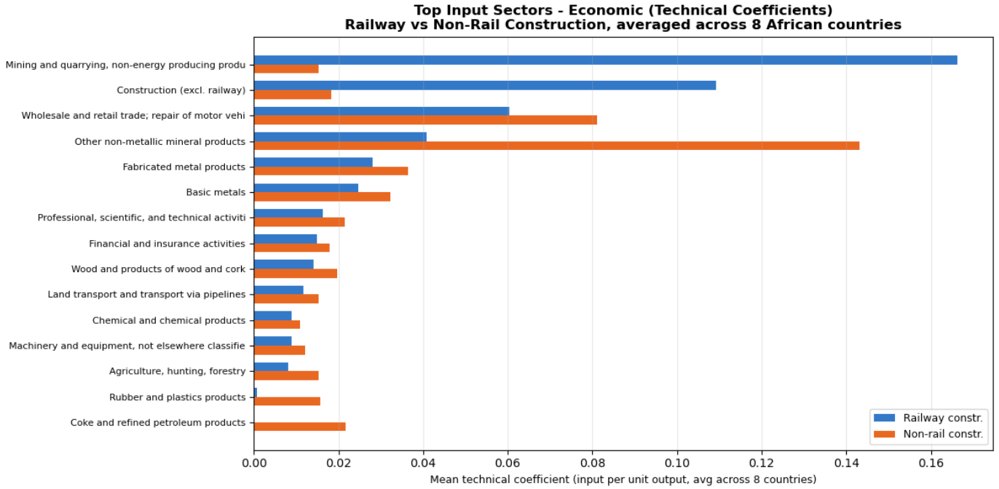 Top Input Sectors - Economic (Technical Coefficients)
Railway vs Non-Rail Construction, averaged across 8 African countries
Mining and quarrying, non-energy producing produ
Construction (excl. railway)
Wholesale and retail trade; repair of motor vehi
Other non-metallic mineral products
Fabricated metal products
Basic metals
Professional, scientific, and technical activiti
Financial and insurance activities
Wood and products of wood and cork
Land transport and transport via pipelines
Chemical and chemical products
Machinery and equipment, not elsewhere classifie
Agriculture, hunting, forestry
Rubber and plastics products
Coke and refined petroleum products
Railway constr.
Non-rail constr.
0.00 0.02 0.04 0.06 0.08 0.10 0.12 0.14 0.16
Mean technical coefficient (input per unit output, avg across 8 countries)